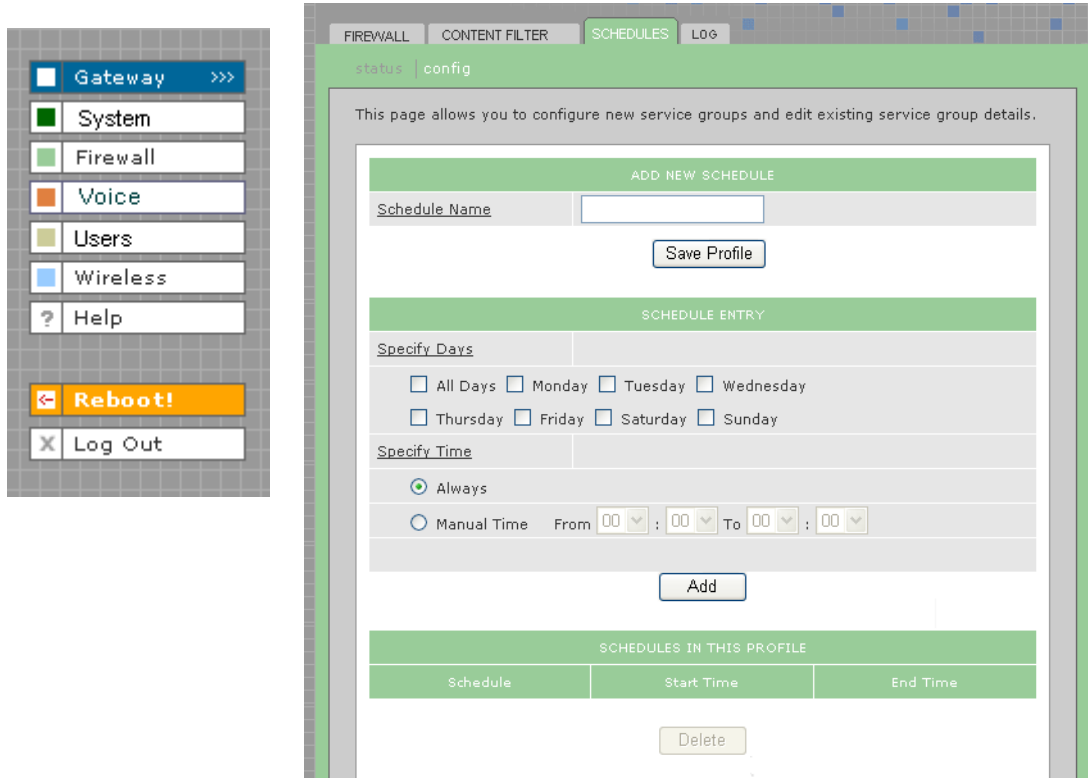 Gateway >>>
System
Firewall
Voice
Users
Wireless
? Help
Reboot!
X Log Out
FIREWALL CONTENT FILTER SCHEDULES LOG
status | config
This page allows you to configure new service groups and edit existing service group details.
ADD NEW SCHEDULE
Schedule Name
Save Profile
SCHEDULE ENTRY
Specify Days
All Days Monday Tuesday Wednesday
Thursday Friday Saturday Sunday
Specify Time
Always
Manual Time From 00 : 00 To 00 : 00
Add
SCHEDULES IN THIS PROFILE
Schedule Start Time End Time
Delete